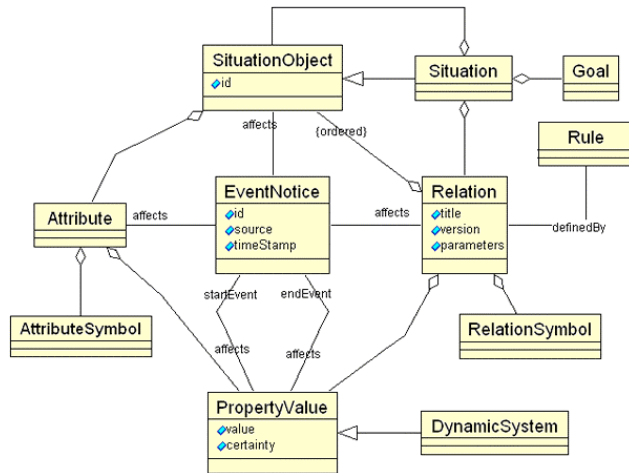 SituationObject
id
Situation
Goal
affects
{ordered}
Rule
EventNotice
id
source
timeStamp
Relation
title
version
parameters
Attribute
affects
affects
definedBy
startEvent
endEvent
AttributeSymbol
RelationSymbol
affects
affects
PropertyValue
value
certainty
DynamicSystem